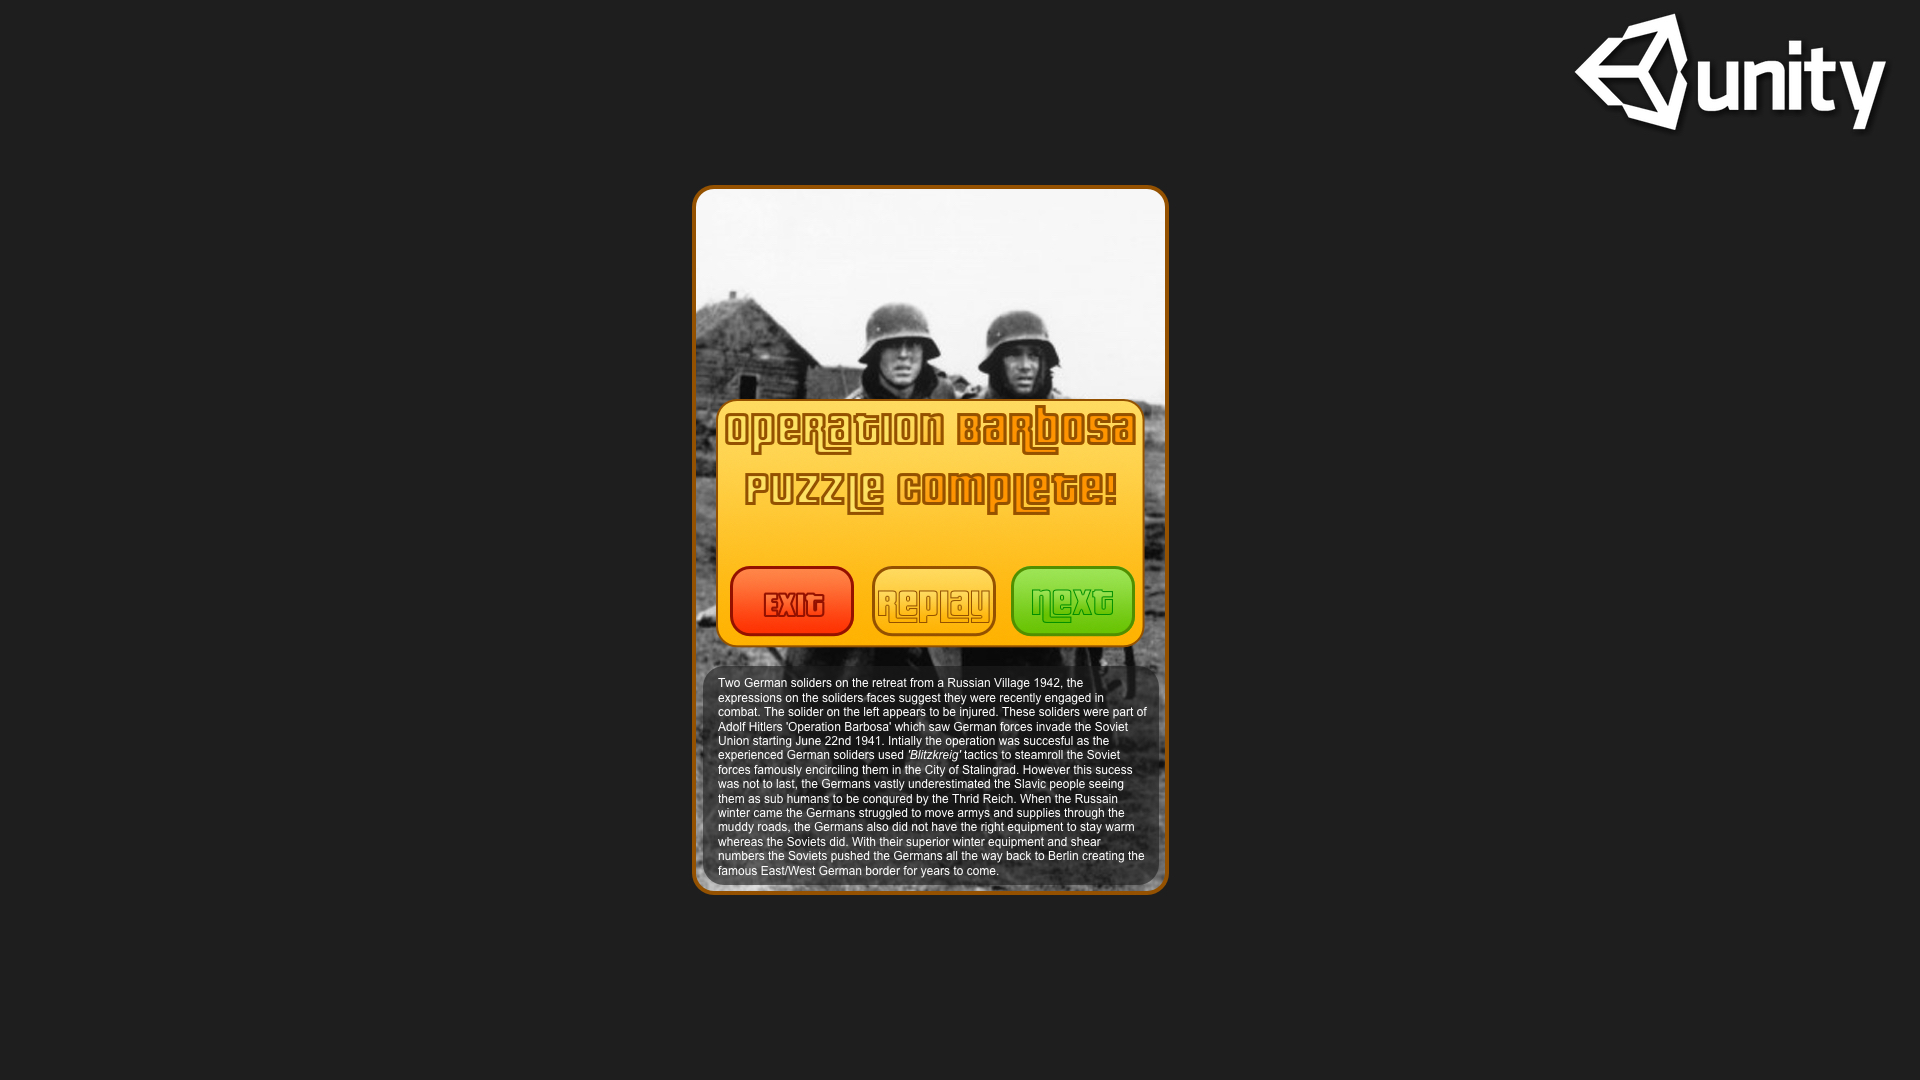 unity
Operation Barbosa
Puzzle Complete!
Exit
Replay
Next
Two German soliders on the retreat from a Russian Village 1942, the
expressions on the soliders faces suggest they were recently engaged in
combat. The solider on the left appears to be injured. These soliders were part of
Adolf Hitlers 'Operation Barbosa' which saw German forces invade the Soviet
Union starting June 22nd 1941. Intially the operation was succesful as the
experienced German soliders used 'Blitzkreig' tactics to steamroll the Soviet
forces famously encirciling them in the City of Stalingrad. However this sucess
was not to last, the Germans vastly underestimated the Slavic people seeing
them as sub humans to be conqured by the Thrid Reich. When the Russain
winter came the Germans struggled to move armys and supplies through the
muddy roads, the Germans also did not have the right equipment to stay warm
whereas the Soviets did. With their superior winter equipment and shear
numbers the Soviets pushed the Germans all the way back to Berlin creating the
famous East/West German border for years to come.